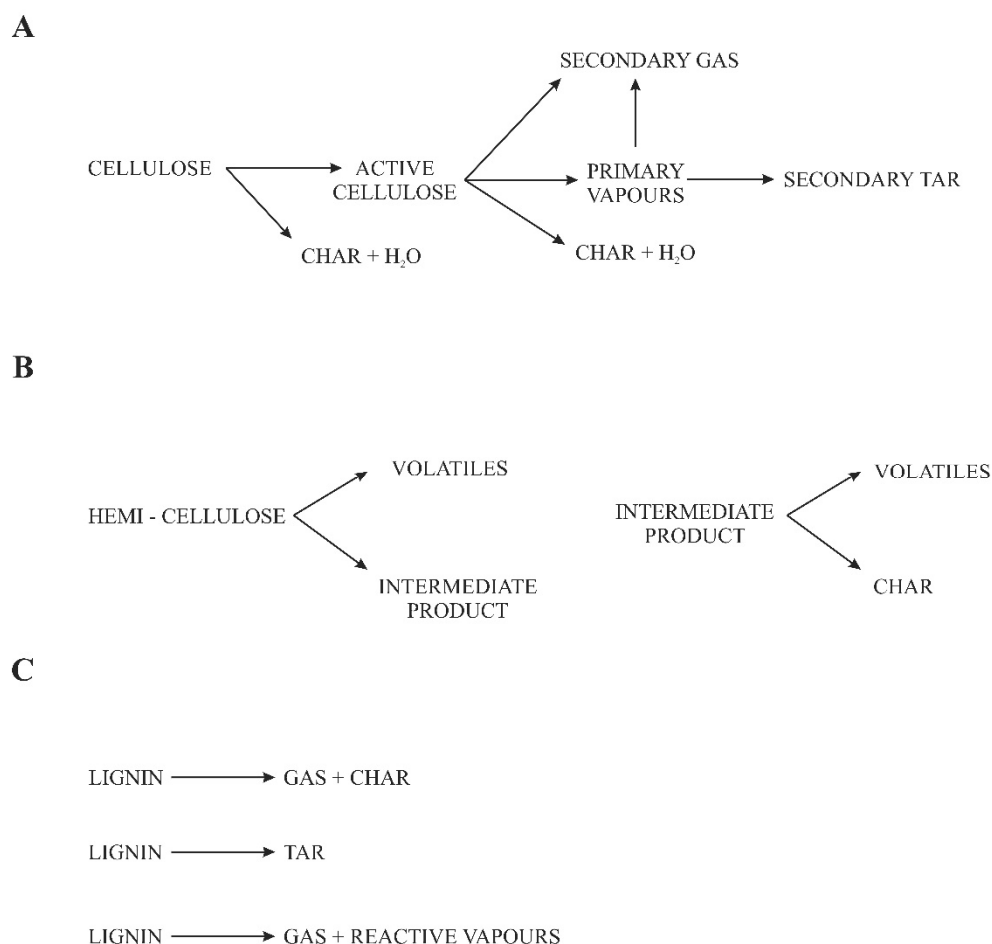 A
SECONDARY GAS
CELLULOSE
ACTIVE
CELLULOSE
PRIMARY
VAPOURS
SECONDARY TAR
CHAR + H₂O
CHAR + H₂O
B
VOLATILES
HEMI - CELLULOSE
INTERMEDIATE
PRODUCT
VOLATILES
INTERMEDIATE
PRODUCT
CHAR
C
LIGNIN GAS + CHAR
LIGNIN TAR
LIGNIN GAS + REACTIVE VAPOURS